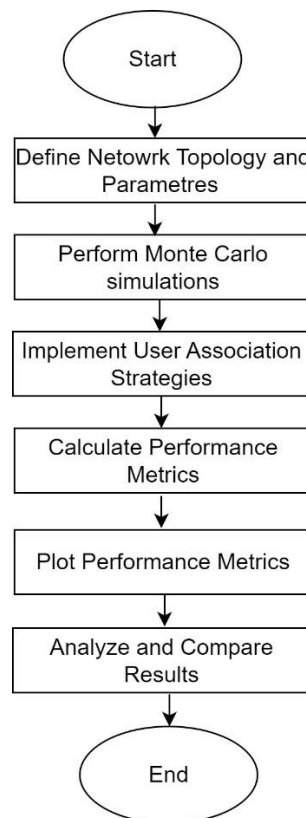 Start
Define Netowrk Topology and
Parametres
Perform Monte Carlo
simulations
Implement User Association
Strategies
Calculate Performance
Metrics
Plot Performance Metrics
Analyze and Compare
Results
End